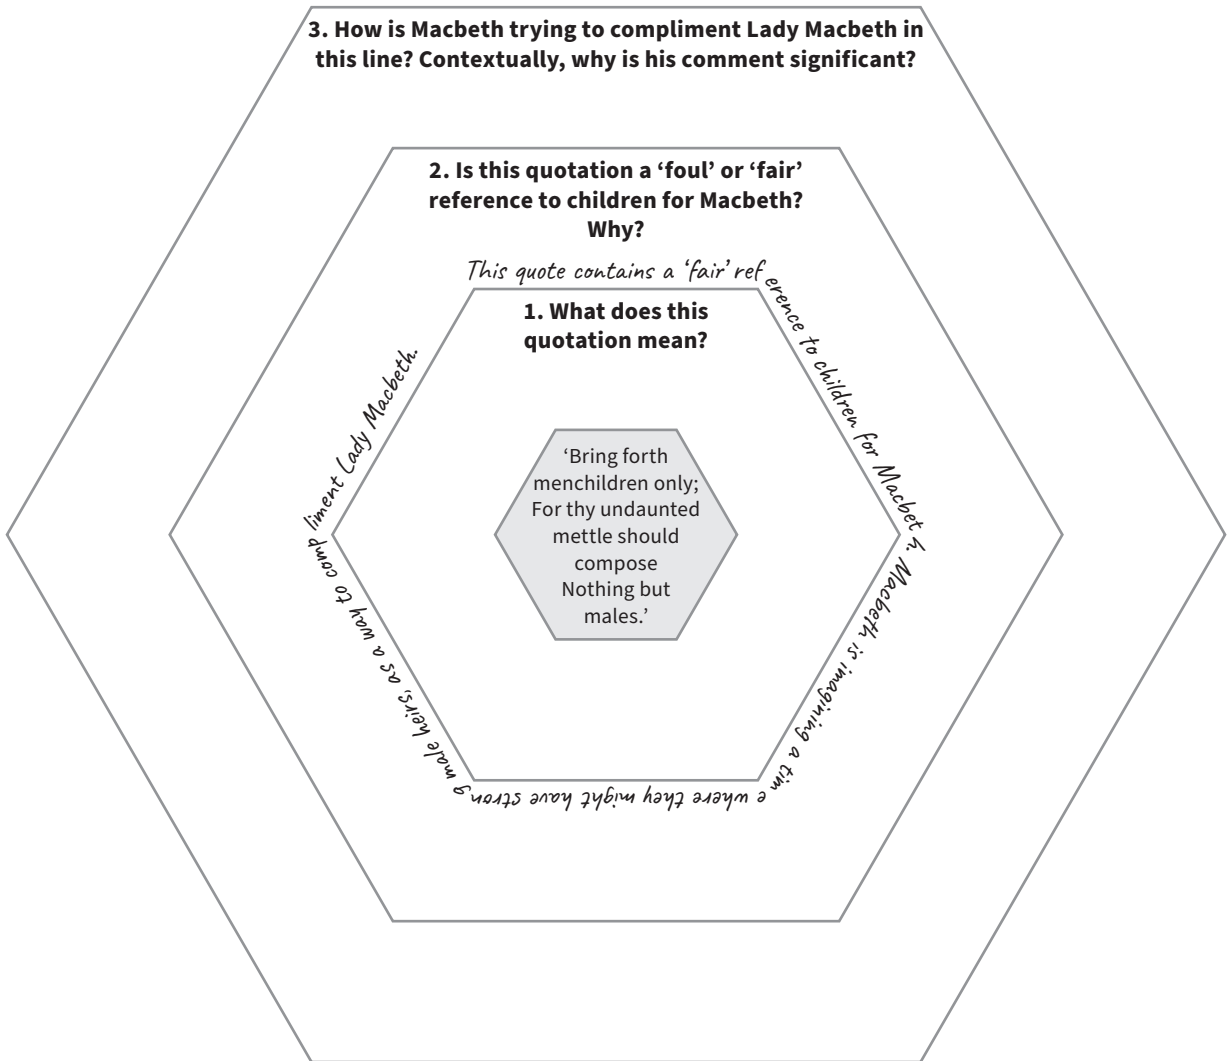 3. How is Macbeth trying to compliment Lady Macbeth in
this line? Contextually, why is his comment significant?
2. Is this quotation a ‘foul’ or ‘fair’
reference to children for Macbeth?
Why?
This quote contains a ‘fair’ reference to children for Macbeth. Macbeth is imagining a time where they might have strong male heirs, as a way to compliment Lady Macbeth.
1. What does this
quotation mean?
‘Bring forth
menchildren only;
For thy undaunted
mettle should
compose
Nothing but
males.’